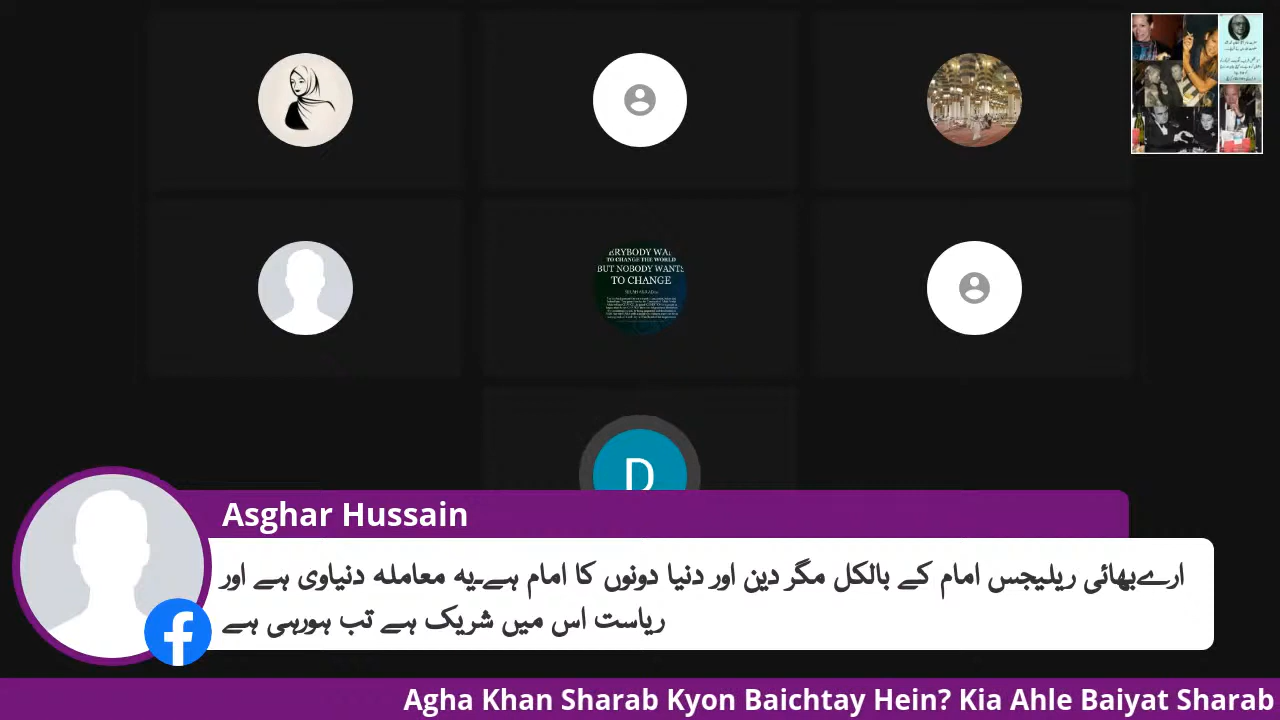 ERYBODY WA
TO CHANGE THE WORLD
BUT NOBODY WANTS
TO CHANGE
D
Asghar Hussain
ارےبھائی ریلیجس امام کے بالکل مگر دین اور دنیا دونوں کا امام ہے۔یہ معاملہ دنیاوی ہے اور
ریاست اس میں شریک ہے تب ہورہی ہے
Agha Khan Sharab Kyon Baichtay Hein? Kia Ahle Baiyat Sharab